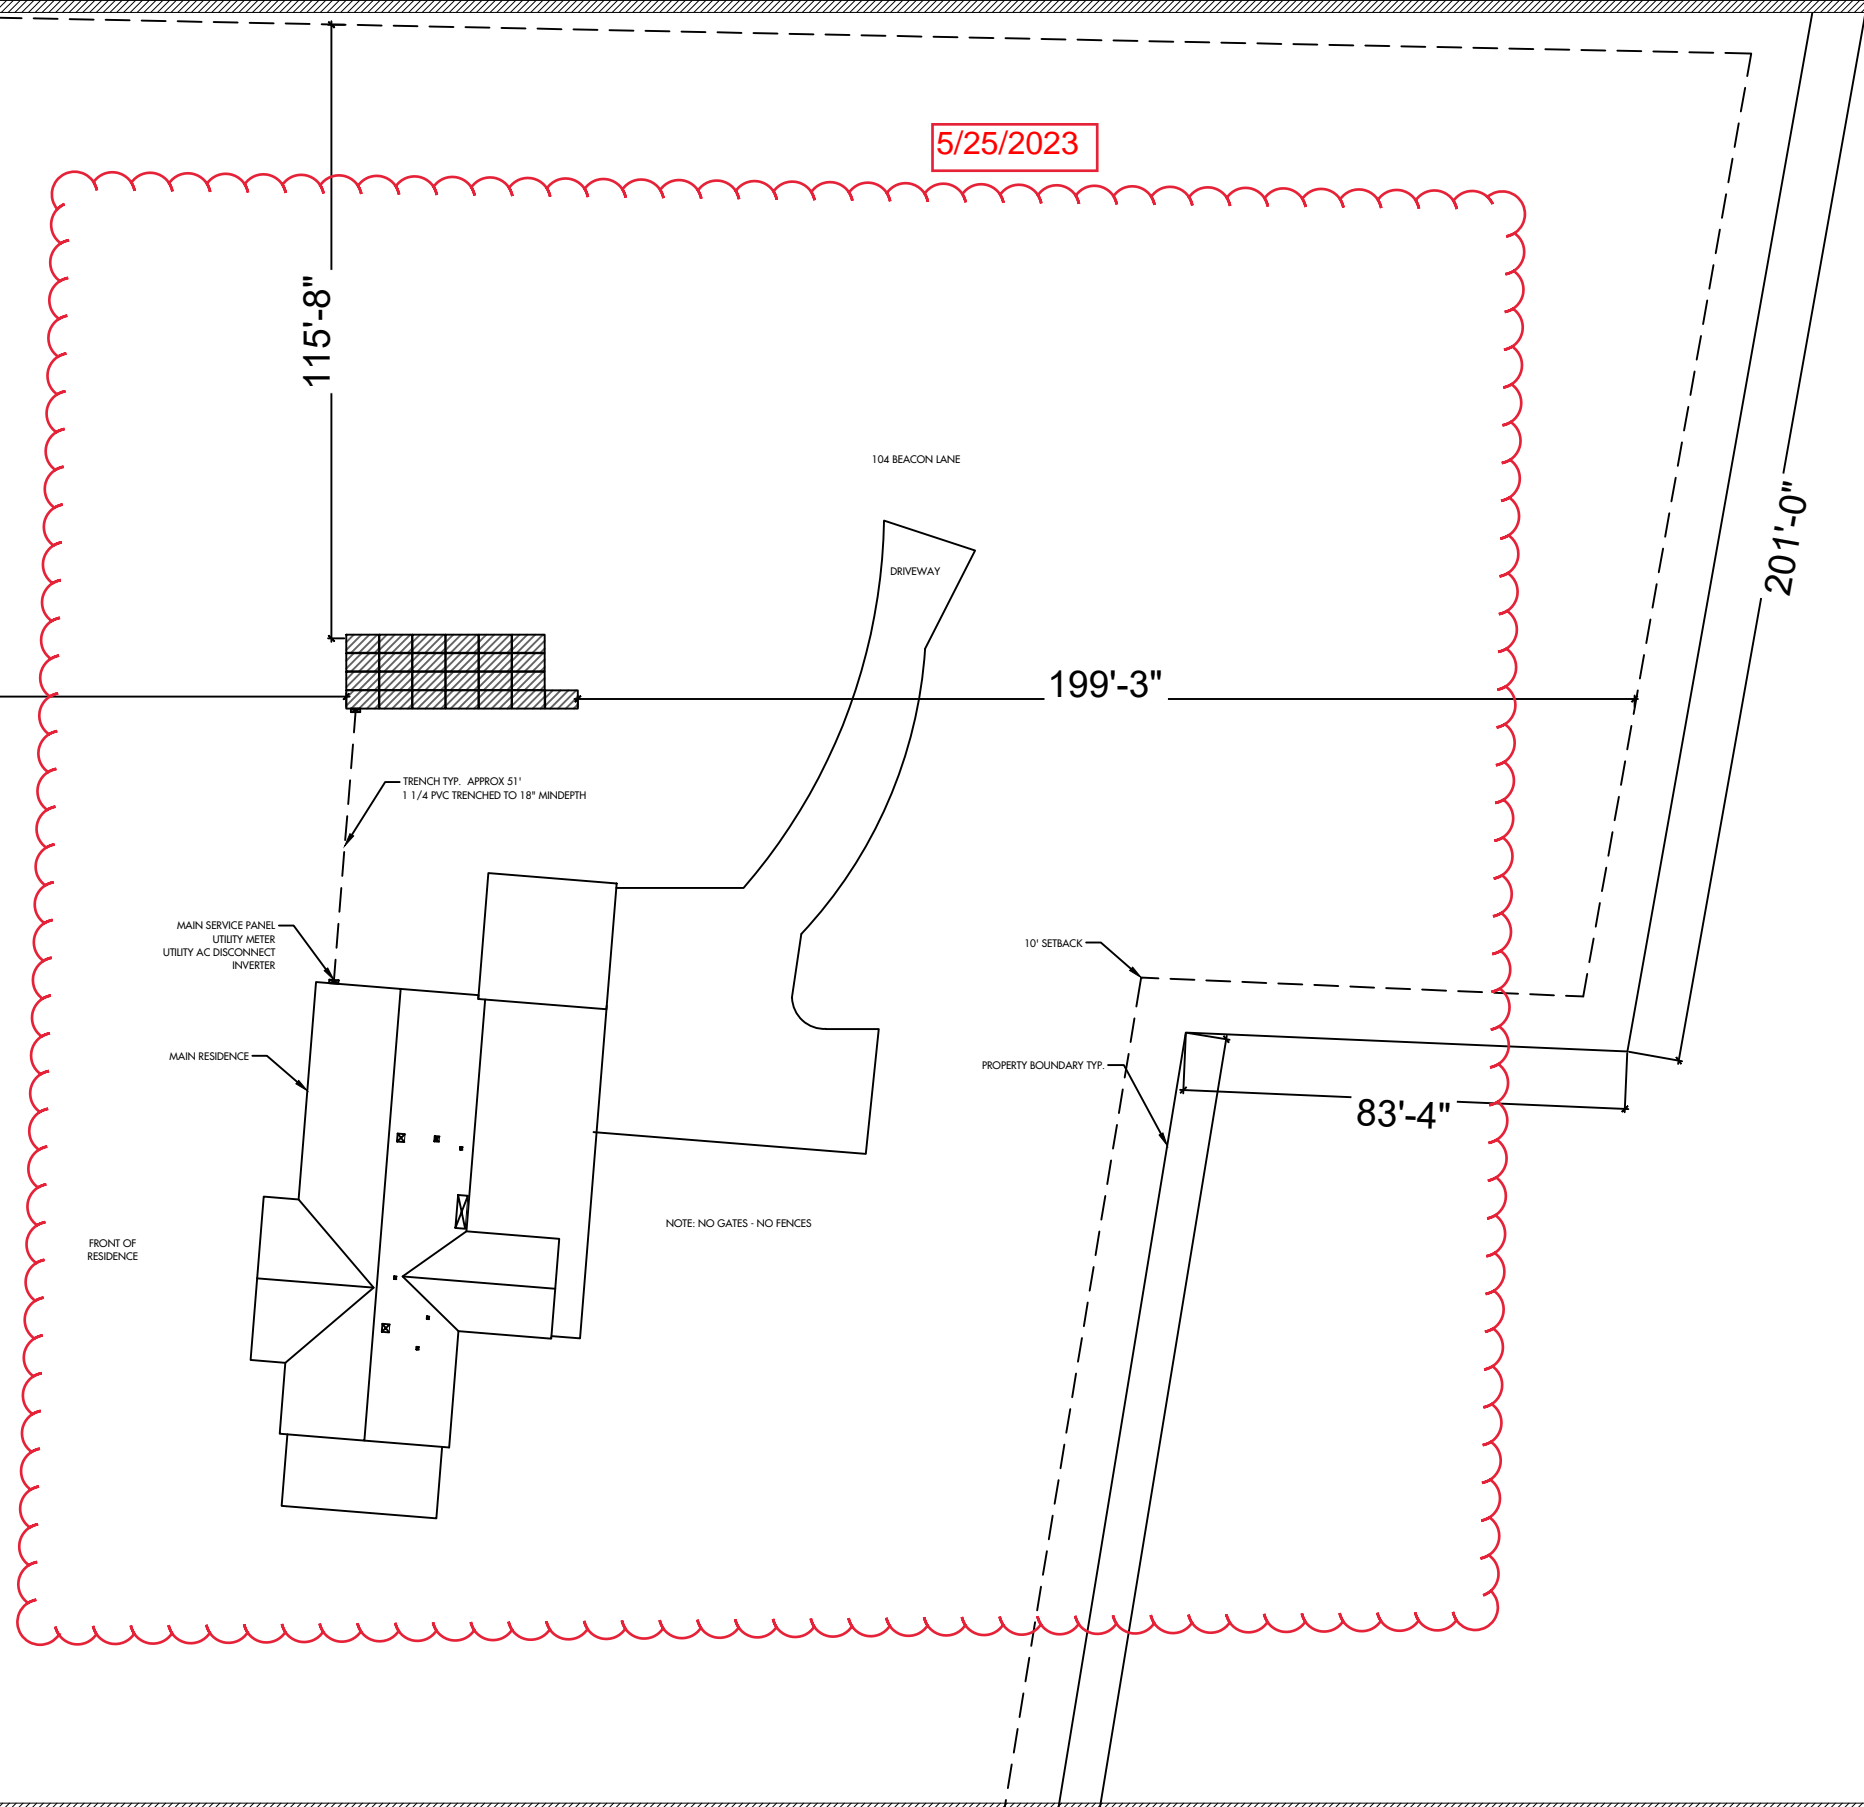 5/25/2023
115'-8"
104 BEACON LANE
201'-0"
DRIVEWAY
199'-3"
TRENCH TYP.  APPROX 51'
1 1/4 PVC TRENCHED TO 18" MINDEPTH
MAIN SERVICE PANEL
UTILITY METER
UTILITY AC DISCONNECT
INVERTER
10' SETBACK
MAIN RESIDENCE
PROPERTY BOUNDARY TYP.
83'-4"
NOTE: NO GATES - NO FENCES
FRONT OF
RESIDENCE